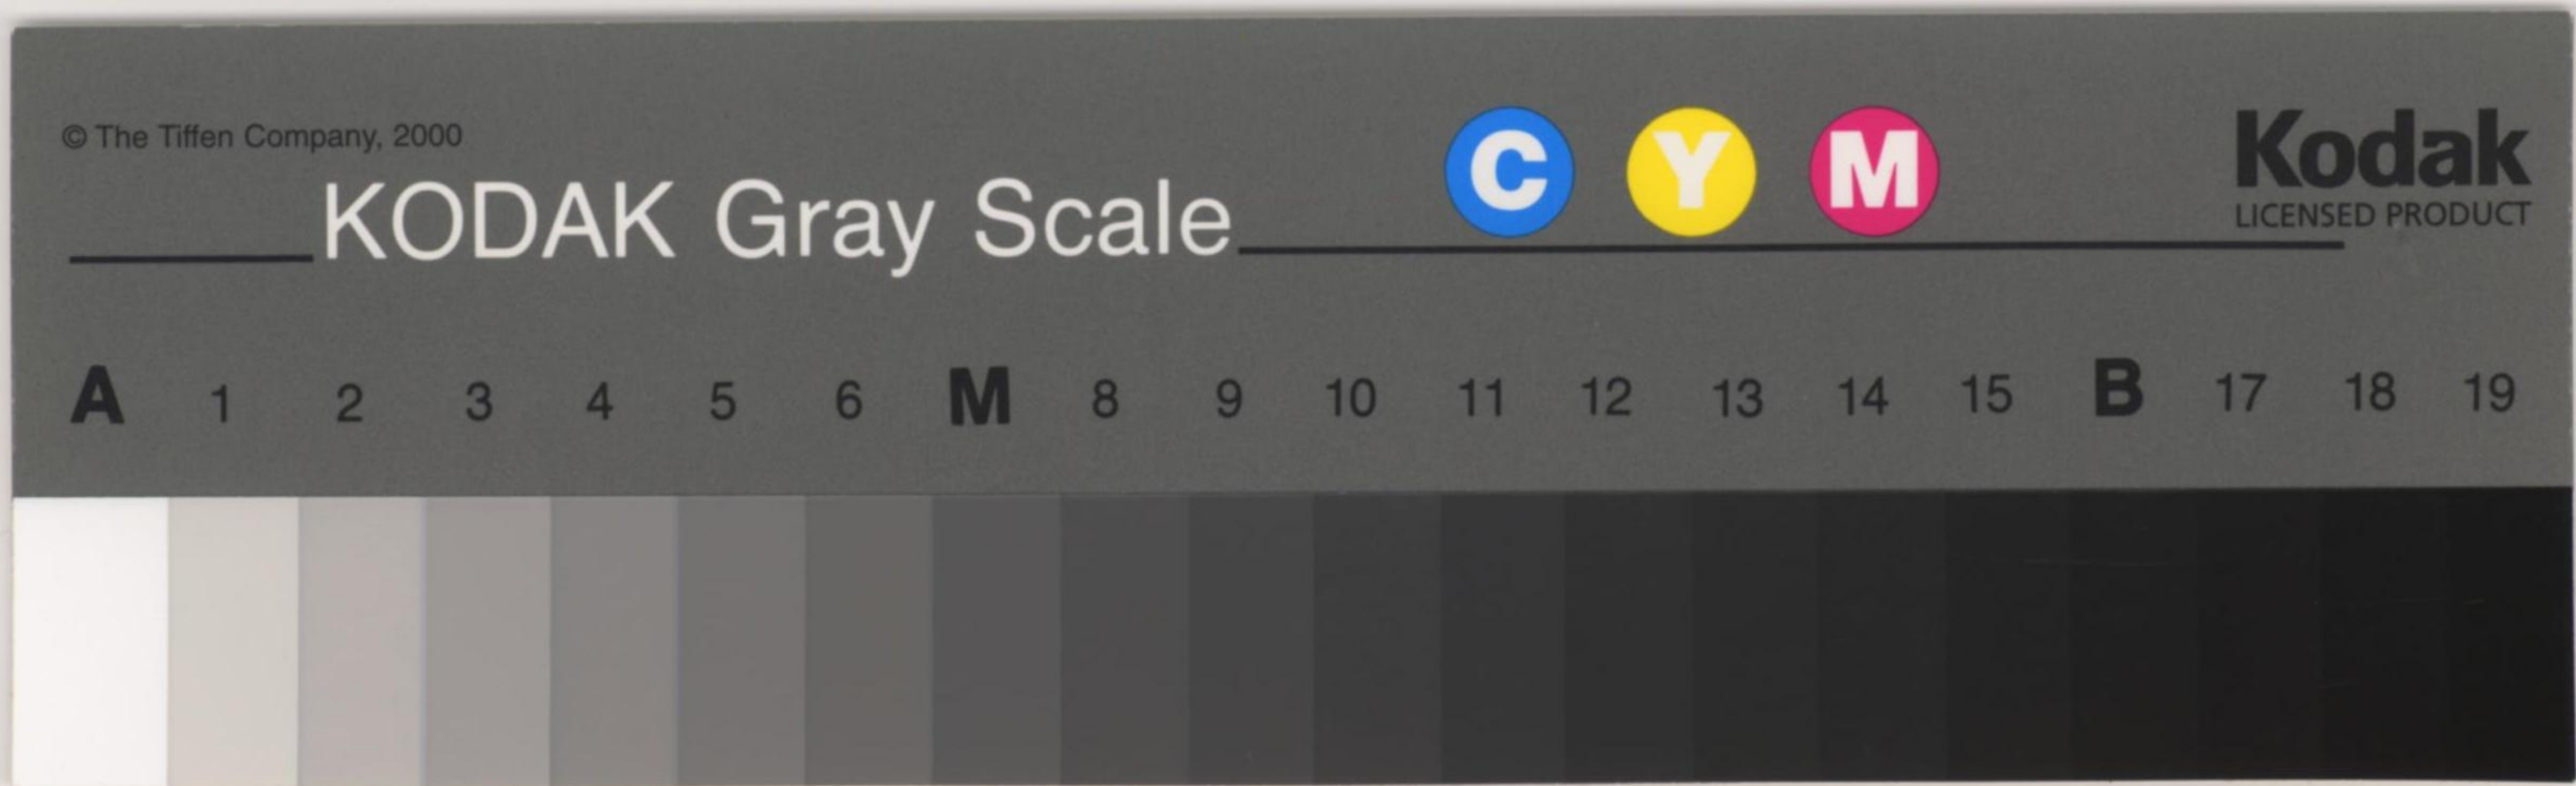 © The Tiffen Company, 2000
KODAK Gray Scale
C Y M
Kodak
LICENSED PRODUCT
A 1 2 3 4 5 6 M 8 9 10 11 12 13 14 15 B 17 18 19